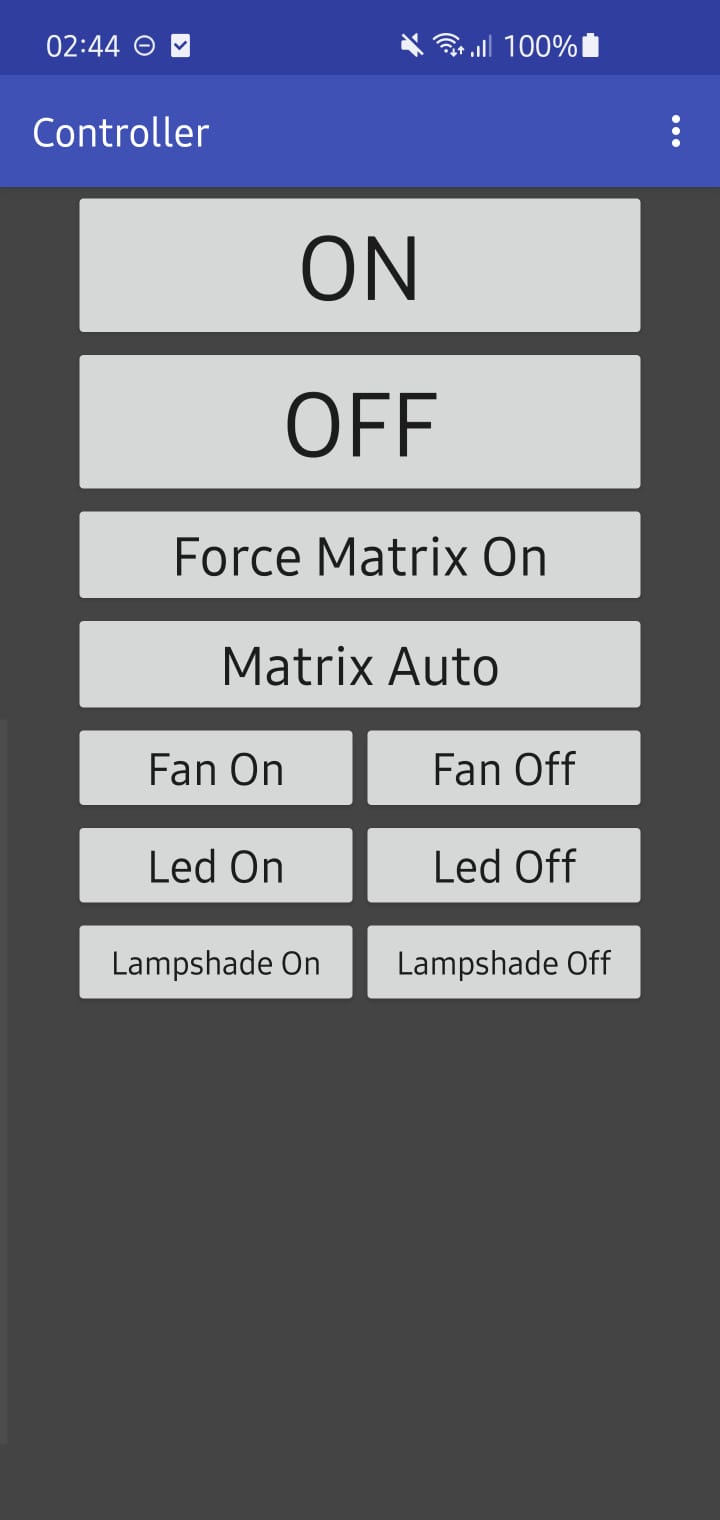 02:44 100%
Controller
ON
OFF
Force Matrix On
Matrix Auto
Fan On Fan Off
Led On Led Off
Lampshade On Lampshade Off